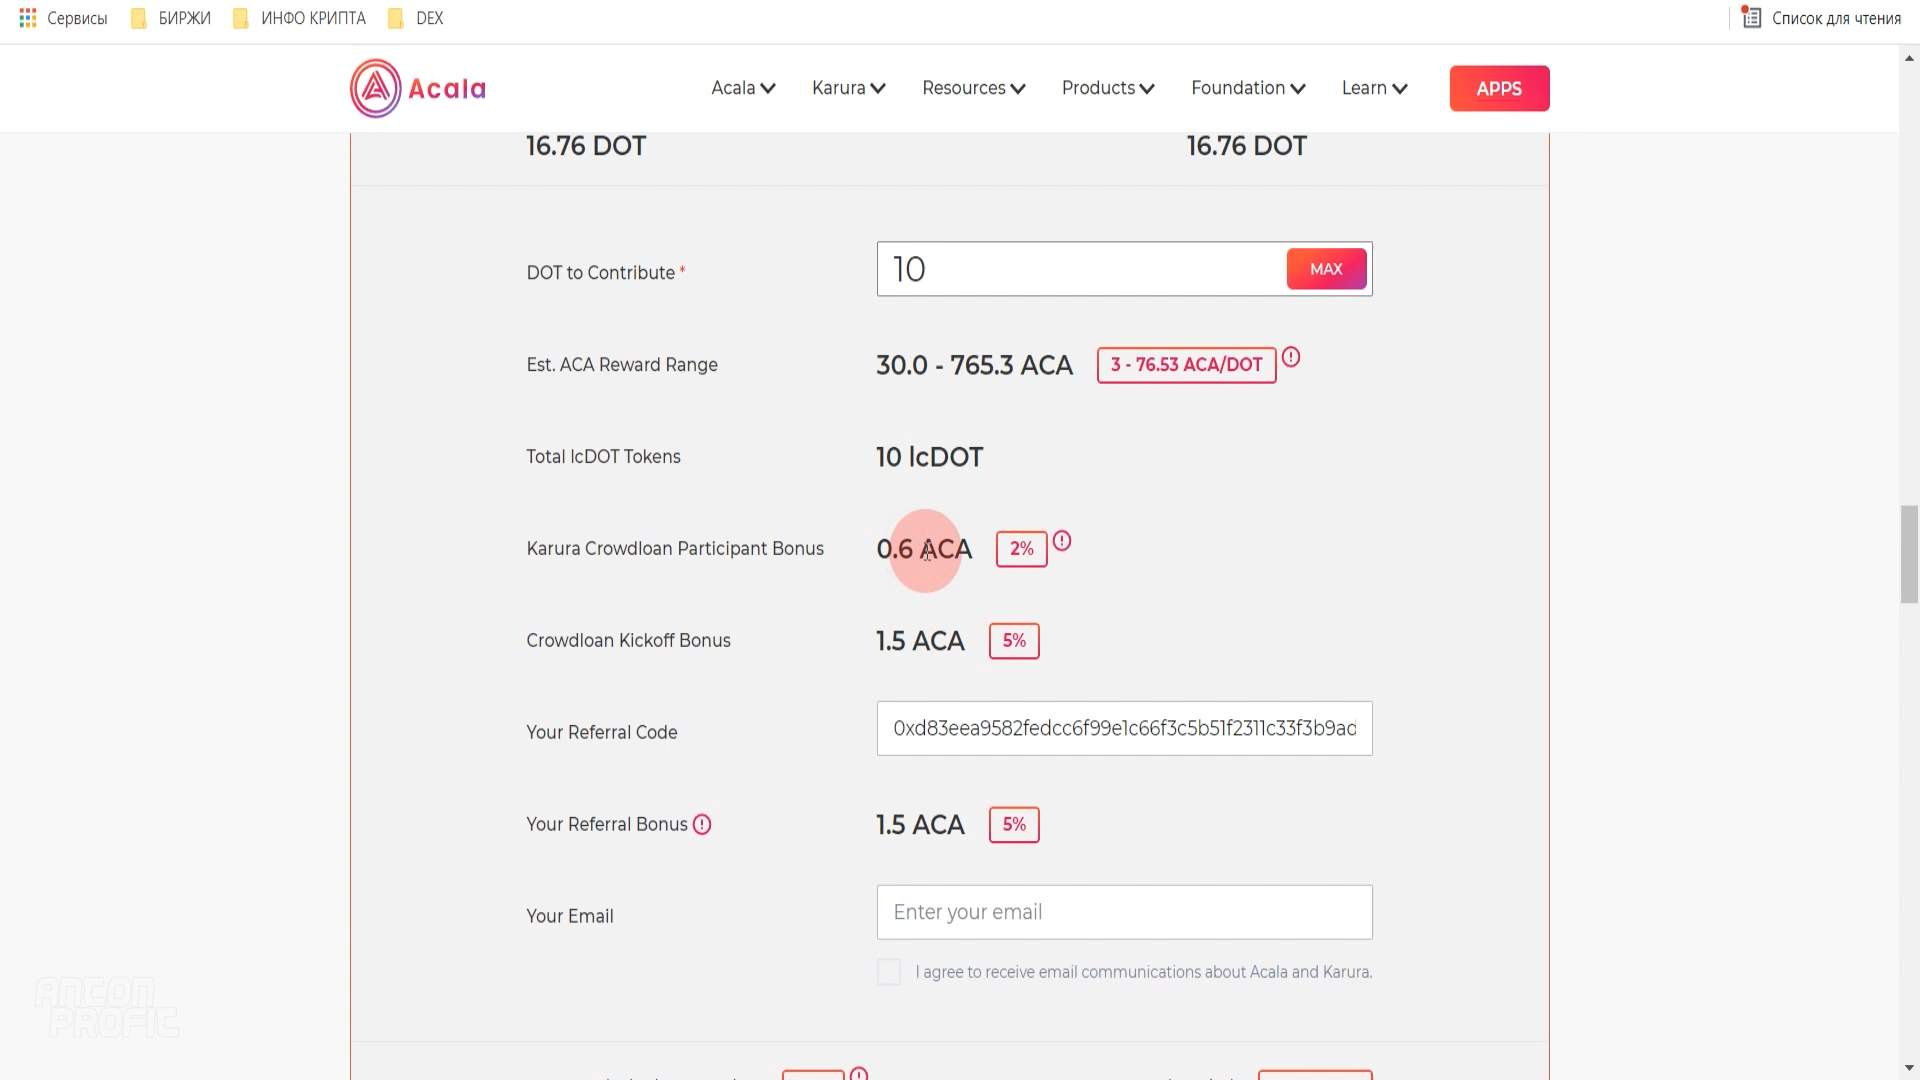 Сервисы БИРЖИ ИНФО КРИПТА DEX Список для чтения
Acala Acala Karura Resources Products Foundation Learn APPS
16.76 DOT 16.76 DOT
DOT to Contribute * 10 MAX
Est. ACA Reward Range 30.0 - 765.3 ACA 3 - 76.53 ACA/DOT
Total lcDOT Tokens 10 lcDOT
Karura Crowdloan Participant Bonus 0.6 ACA 2%
Crowdloan Kickoff Bonus 1.5 ACA 5%
Your Referral Code 0xd83eea9582fedcc6f99e1c66f3c5b51f2311c33f3b9ad
Your Referral Bonus 1.5 ACA 5%
Your Email Enter your email
I agree to receive email communications about Acala and Karura.
ANTON
PROFIT